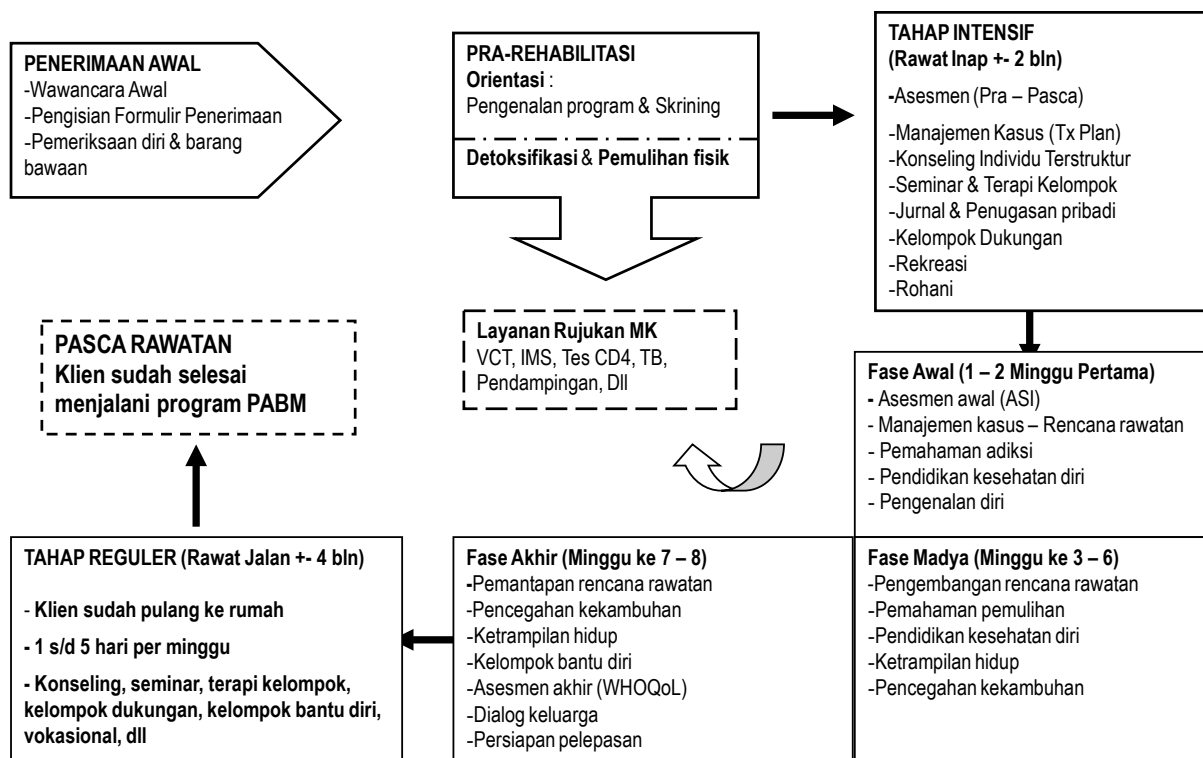 PENERIMAAN AWAL
-Wawancara Awal
-Pengisian Formulir Penerimaan
-Pemeriksaan diri & barang
bawaan
PRA-REHABILITASI
Orientasi :
Pengenalan program & Skrining
Detoksifikasi & Pemulihan fisik
TAHAP INTENSIF
(Rawat Inap +- 2 bln)
-Asesmen (Pra – Pasca)
-Manajemen Kasus (Tx Plan)
-Konseling Individu Terstruktur
-Seminar & Terapi Kelompok
-Jurnal & Penugasan pribadi
-Kelompok Dukungan
-Rekreasi
-Rohani
Layanan Rujukan MK
VCT, IMS, Tes CD4, TB,
Pendampingan, Dll
PASCA RAWATAN
Klien sudah selesai
menjalani program PABM
Fase Awal (1 – 2 Minggu Pertama)
- Asesmen awal (ASI)
- Manajemen kasus – Rencana rawatan
- Pemahaman adiksi
- Pendidikan kesehatan diri
- Pengenalan diri
TAHAP REGULER (Rawat Jalan +- 4 bln)
- Klien sudah pulang ke rumah
- 1 s/d 5 hari per minggu
- Konseling, seminar, terapi kelompok,
kelompok dukungan, kelompok bantu diri,
vokasional, dll
Fase Akhir (Minggu ke 7 – 8)
-Pemantapan rencana rawatan
-Pencegahan kekambuhan
-Ketrampilan hidup
-Kelompok bantu diri
-Asesmen akhir (WHOQoL)
-Dialog keluarga
-Persiapan pelepasan
Fase Madya (Minggu ke 3 – 6)
-Pengembangan rencana rawatan
-Pemahaman pemulihan
-Pendidikan kesehatan diri
-Ketrampilan hidup
-Pencegahan kekambuhan